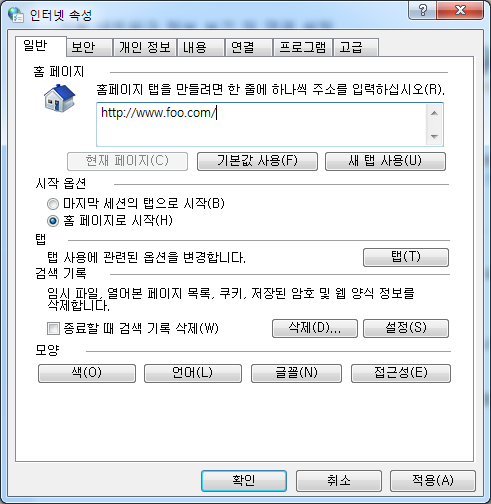 인터넷 속성
일반 보안 개인 정보 내용 연결 프로그램 고급
홈 페이지
홈페이지 탭을 만들려면 한 줄에 하나씩 주소를 입력하십시오(R).
http://www.foo.com/
현재 페이지(C) 기본값 사용(F) 새 탭 사용(U)
시작 옵션
마지막 세션의 탭으로 시작(B)
홈 페이지로 시작(H)
탭
탭 사용에 관련된 옵션을 변경합니다. 탭(T)
검색 기록
임시 파일, 열어본 페이지 목록, 쿠키, 저장된 암호 및 웹 양식 정보를
삭제합니다.
종료할 때 검색 기록 삭제(W) 삭제(D)... 설정(S)
모양
색(O) 언어(L) 글꼴(N) 접근성(E)
확인 취소 적용(A)